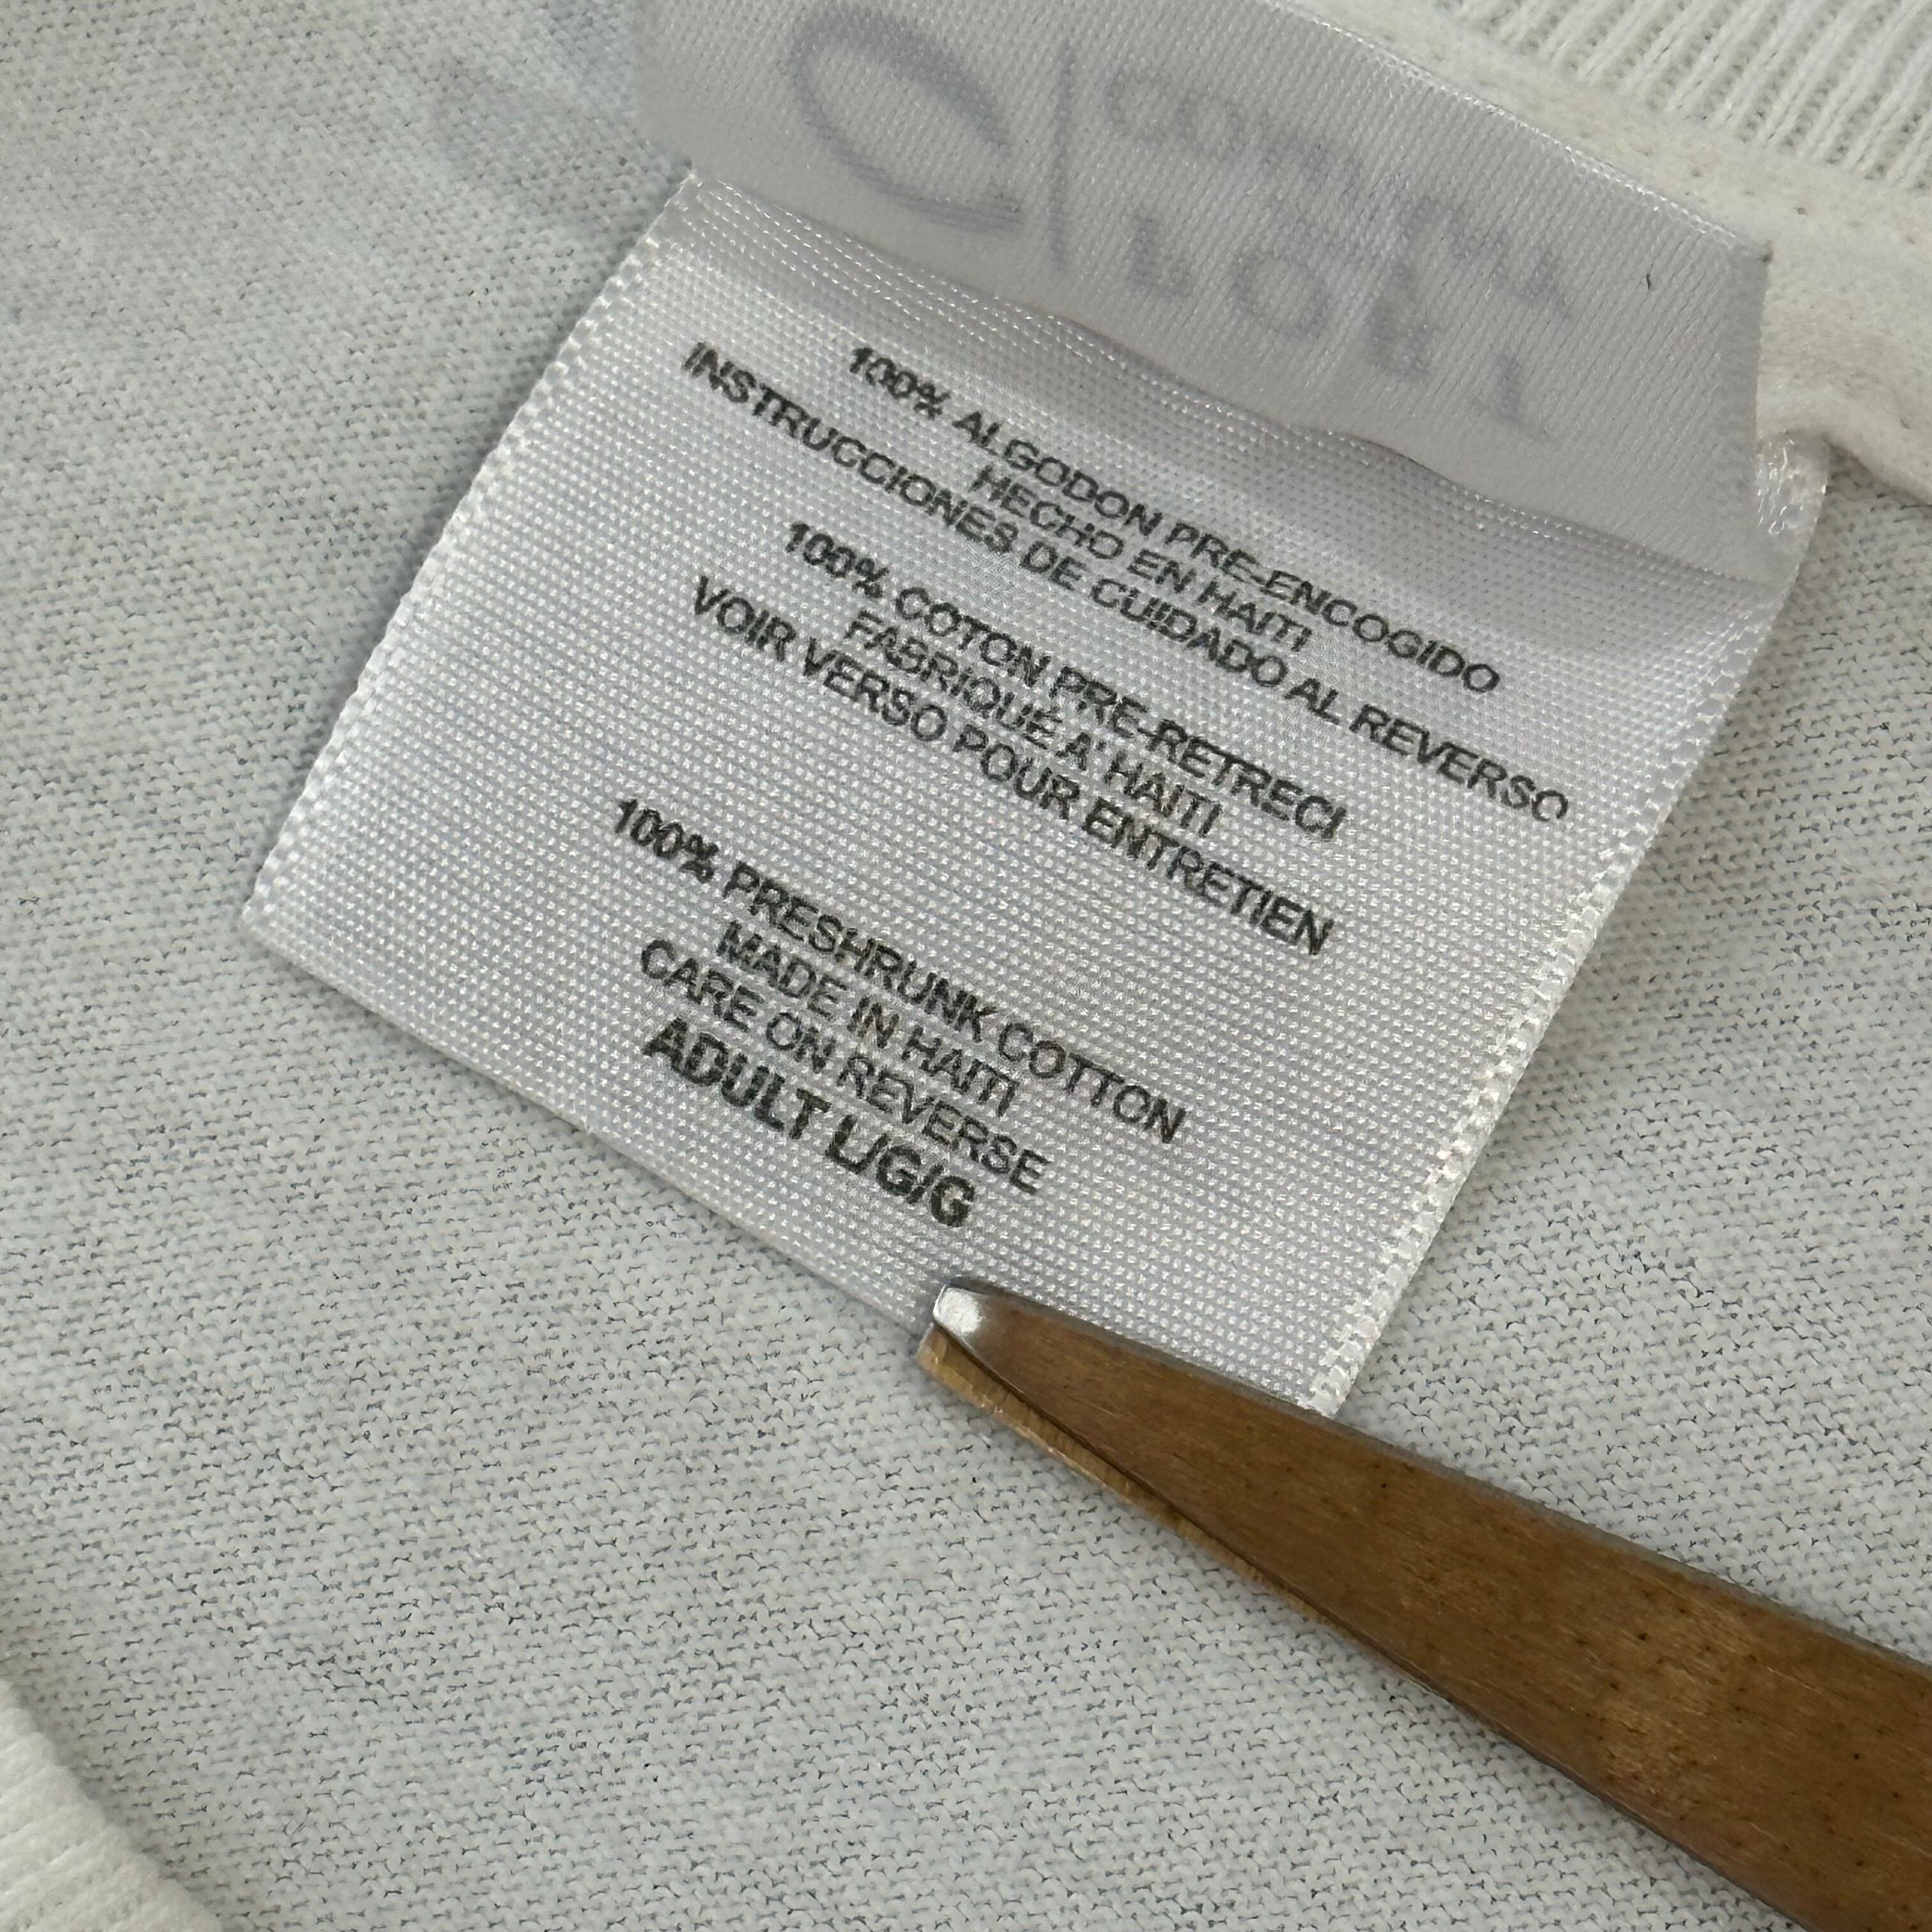 100% ALGODON PRE-ENCOGIDO
HECHO EN HAITI
INSTRUCCIONES DE CUIDADO AL REVERSO
100% COTON PRE-RETRECI
FABRIQUÉ A' HAITI
VOIR VERSO POUR ENTRETIEN
100% PRESHRUNK COTTON
MADE IN HAITI
CARE ON REVERSE
ADULT L/G/G